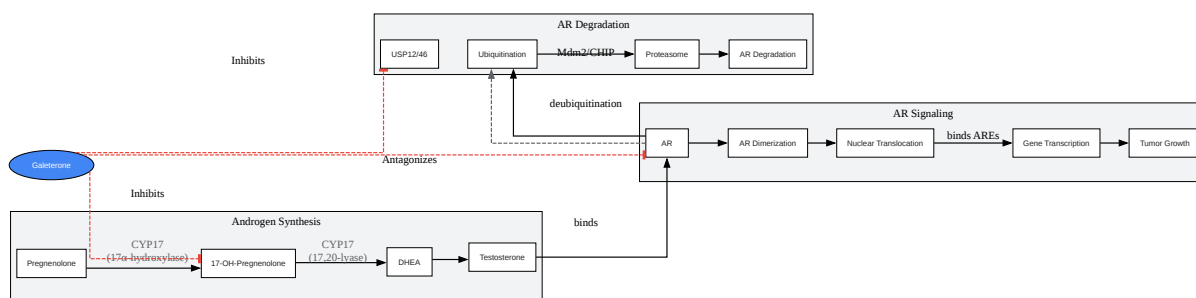 AR Degradation
USP12/46
Ubiquitination
Mdm2/CHIP
Proteasome
AR Degradation
Inhibits
deubiquitination
AR Signaling
AR
AR Dimerization
Nuclear Translocation
binds AREs
Gene Transcription
Tumor Growth
Galeterone
Antagonizes
Inhibits
Androgen Synthesis
binds
Pregnenolone
CYP17
(17α-hydroxylase)
17-OH-Pregnenolone
CYP17
(17,20-lyase)
DHEA
Testosterone